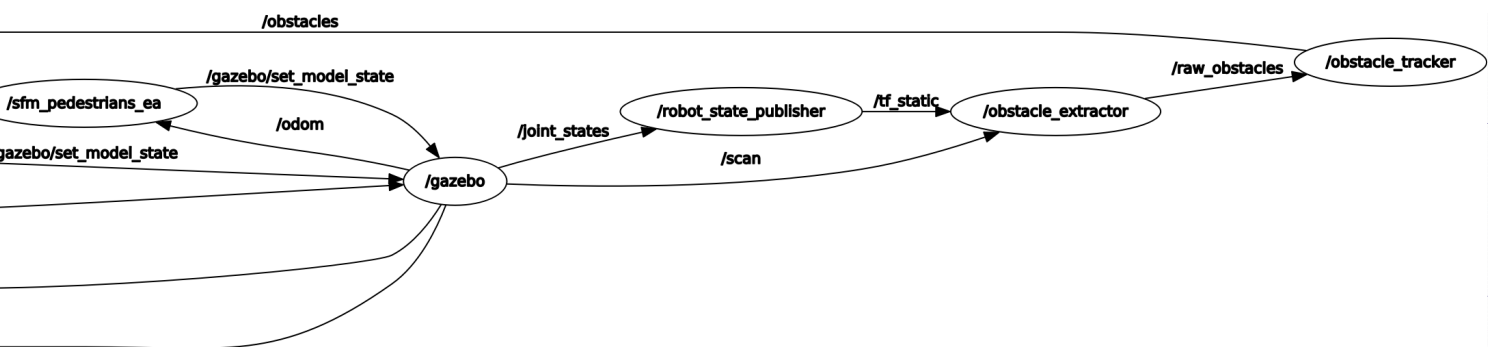 /obstacles
/gazebo/set_model_state
/raw_obstacles
/obstacle_tracker
/sfm_pedestrians_ea
/tf_static
/robot_state_publisher
/obstacle_extractor
/odom
/joint_states
gazebo/set_model_state
/scan
/gazebo